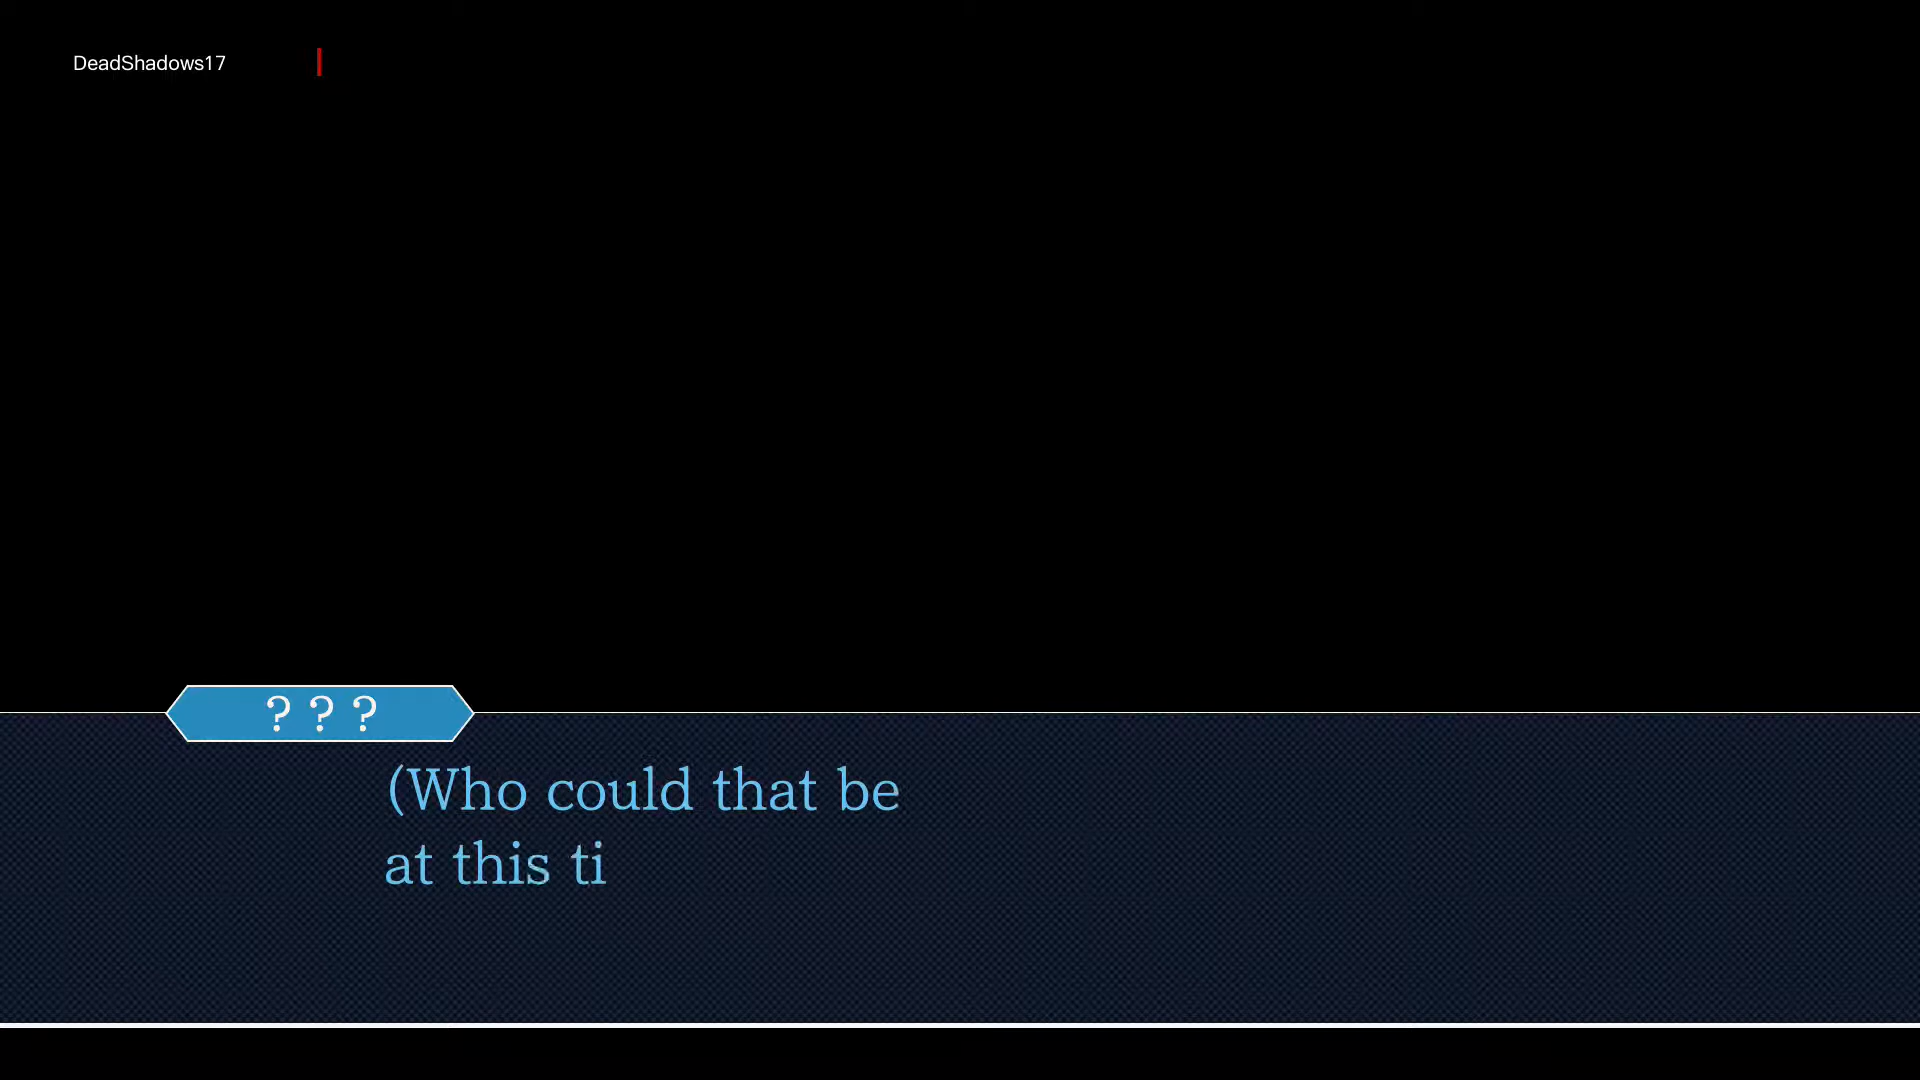 DeadShadows17
? ? ?
(Who could that be
at this ti